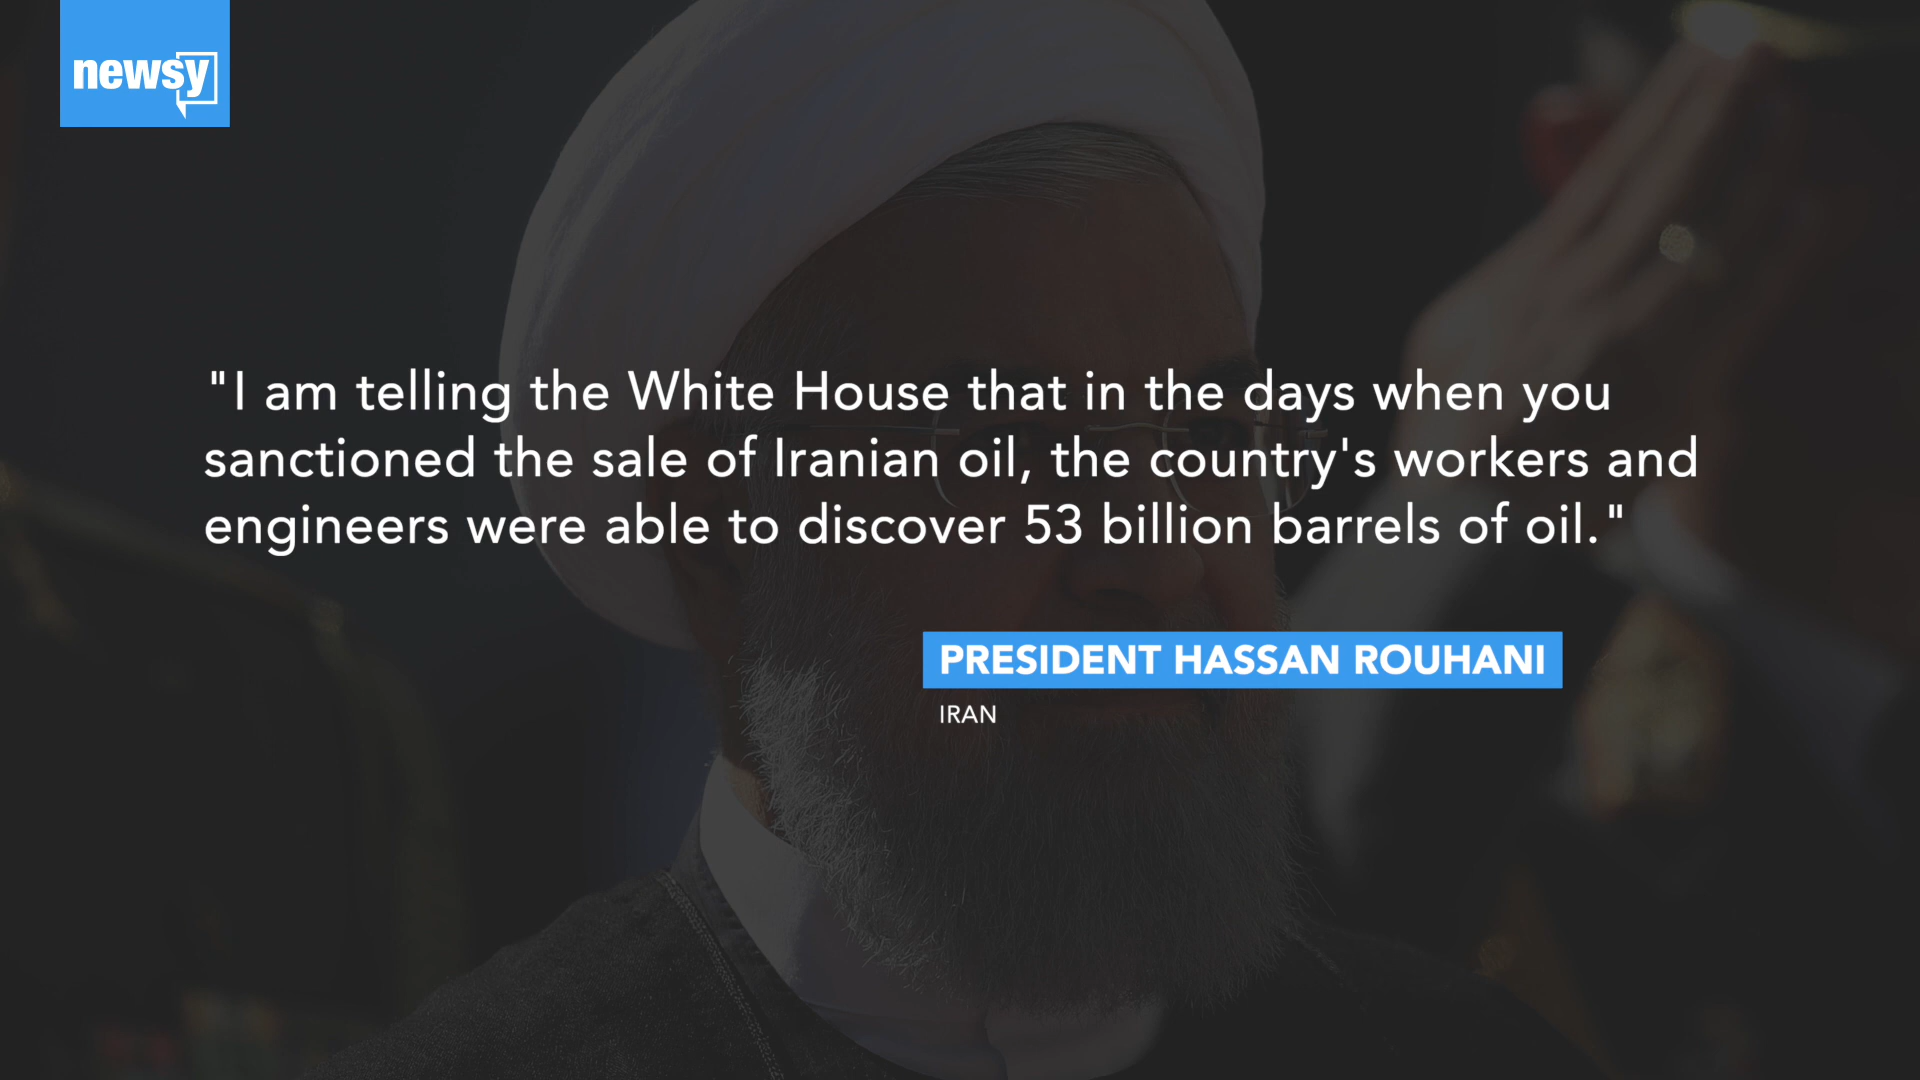 newsy
"I am telling the White House that in the days when you
sanctioned the sale of Iranian oil, the country's workers and
engineers were able to discover 53 billion barrels of oil."
PRESIDENT HASSAN ROUHANI
IRAN